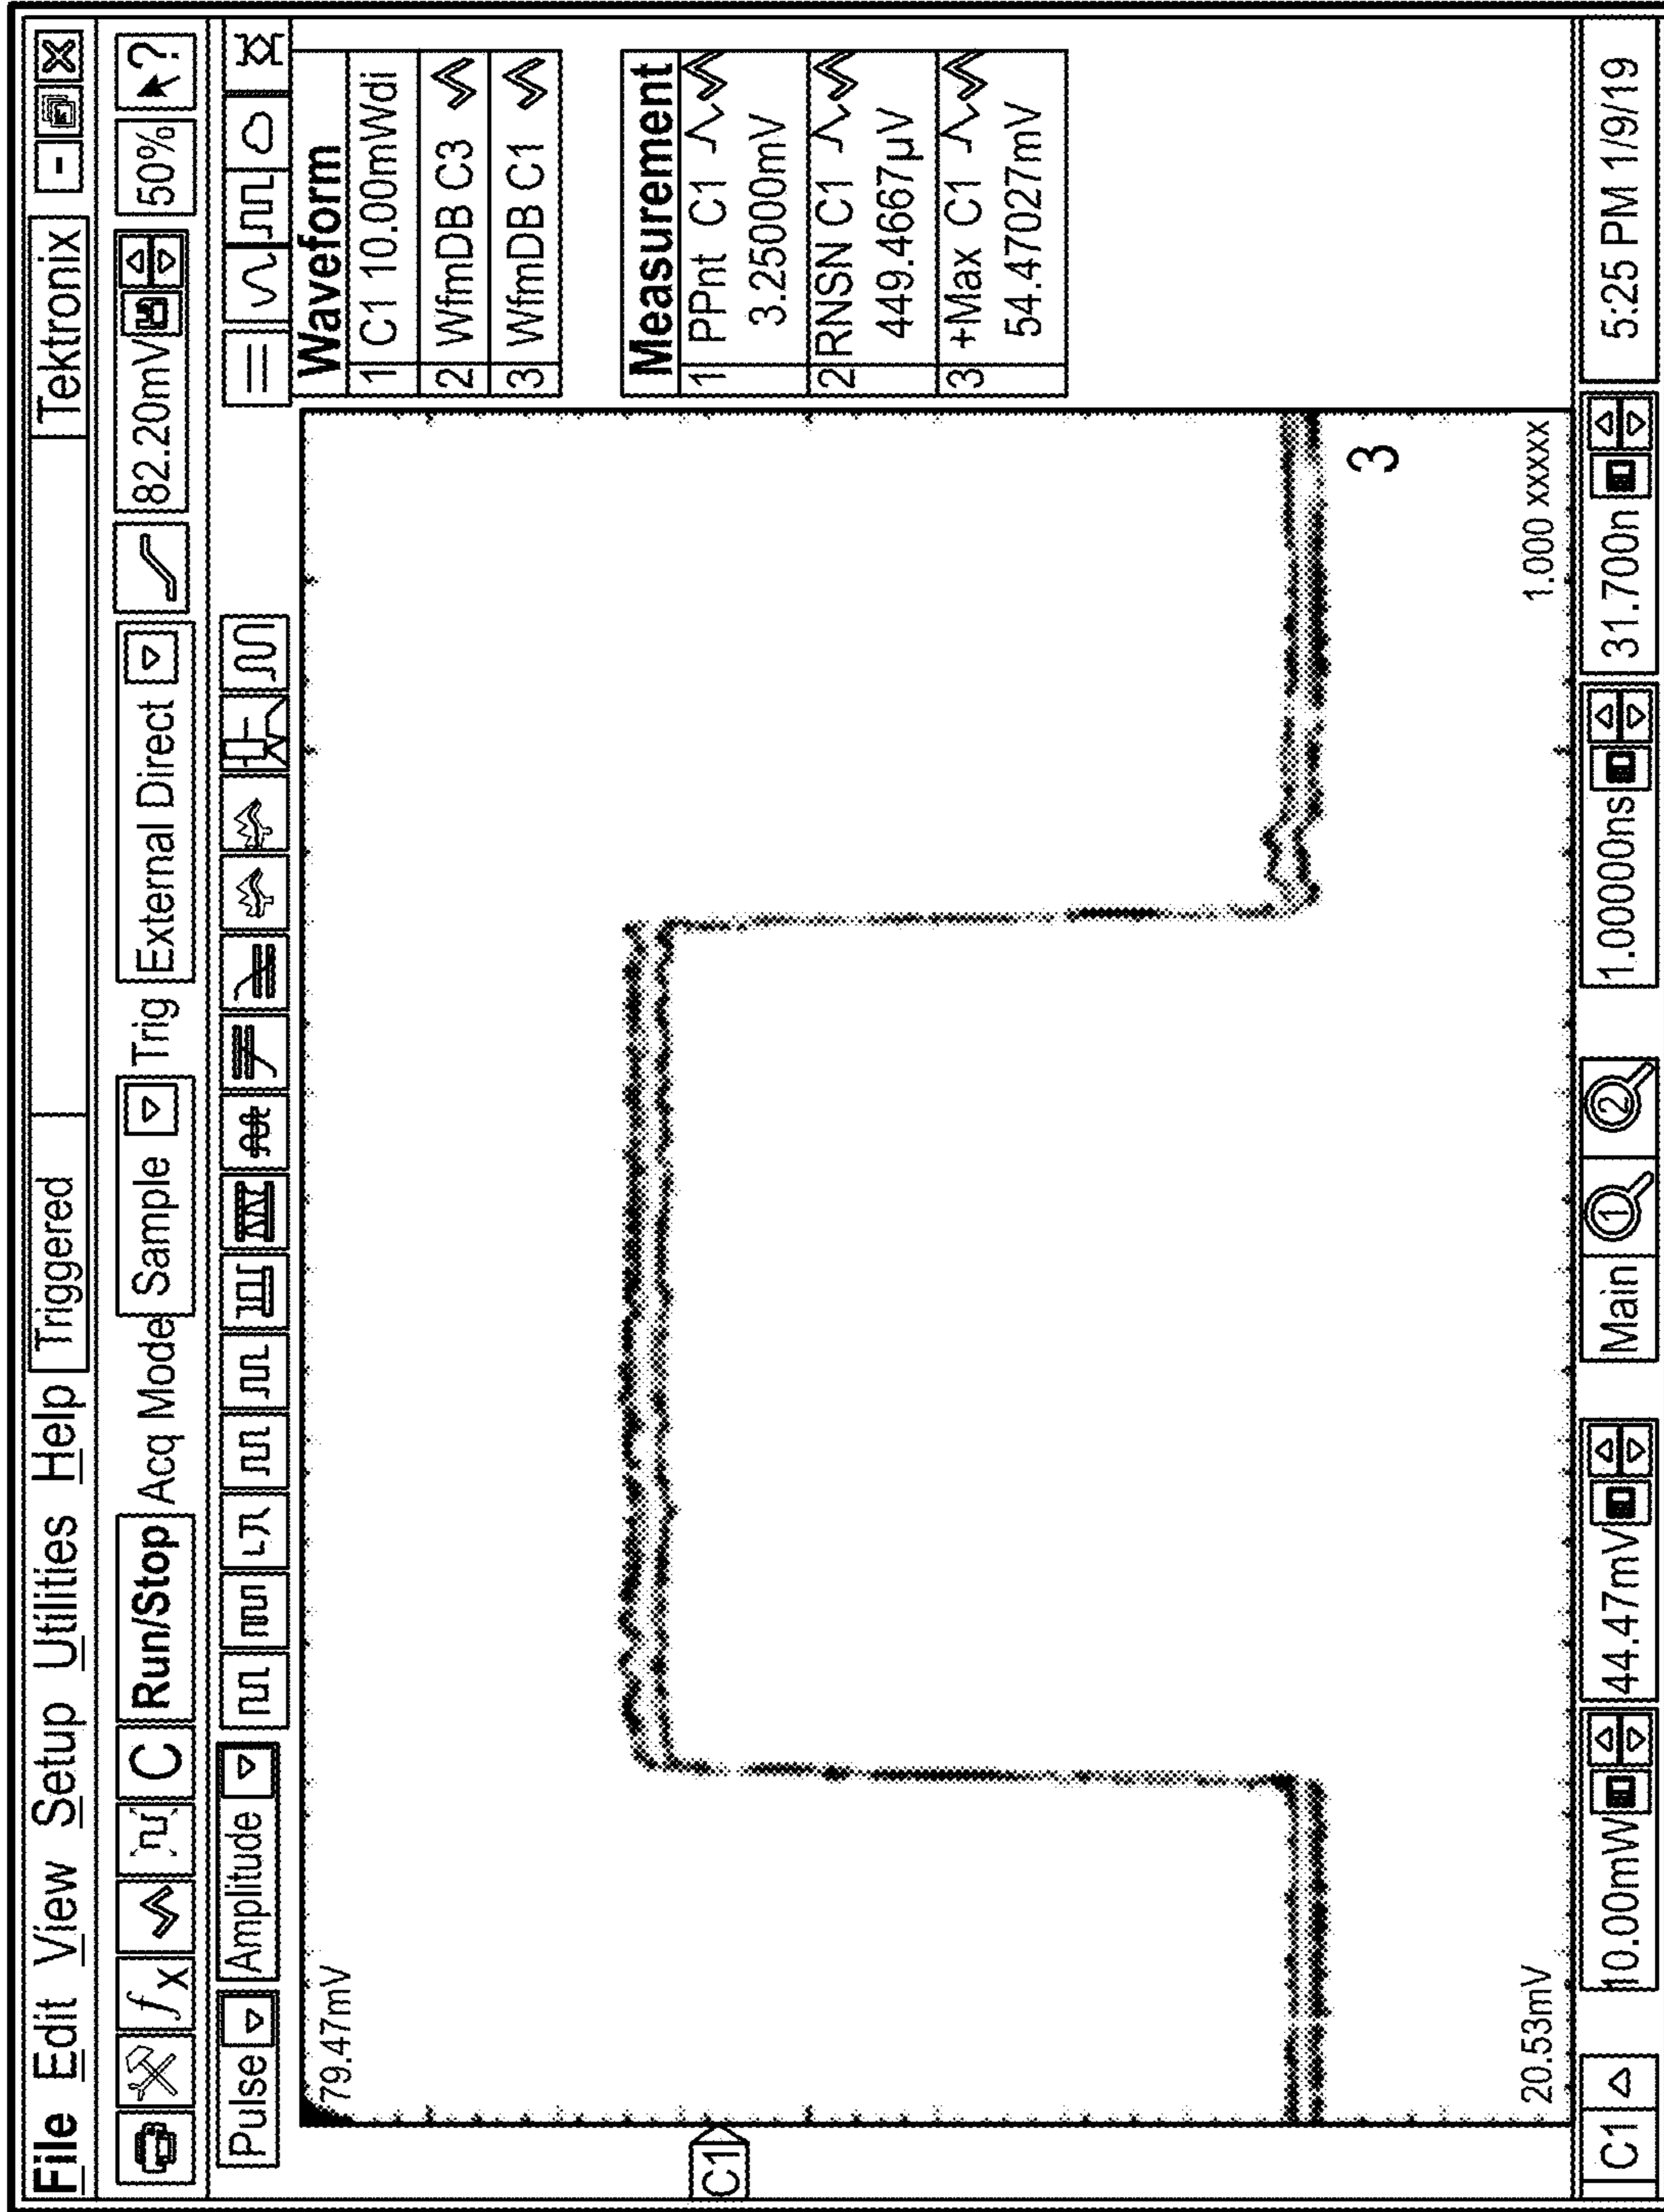 File Edit View Setup Utilities Help Triggered Tektronix
fx C Run/Stop Acq Mode Sample Trig External Direct 82.20mV 50% ?
Pulse Amplitude
79.47mV
C1
3
20.53mV 1.000 xxxxx
Waveform
1 C1 10.00mWdi
2 WfmDB C3
3 WfmDB C1
Measurement
1 PPnt C1
3.25000mV
2 RNSN C1
449.4667µV
3 +Max C1
54.47027mV
C1 10.00mW 44.47mV Main 1 2 1.00000ns 31.700n 5:25 PM 1/9/19